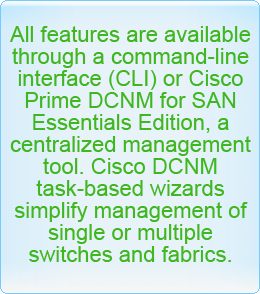 All features are available
through a command-line
interface (CLI) or Cisco
Prime DCNM for SAN
Essentials Edition, a
centralized management
tool. Cisco DCNM
task-based wizards
simplify management of
single or multiple
switches and fabrics.